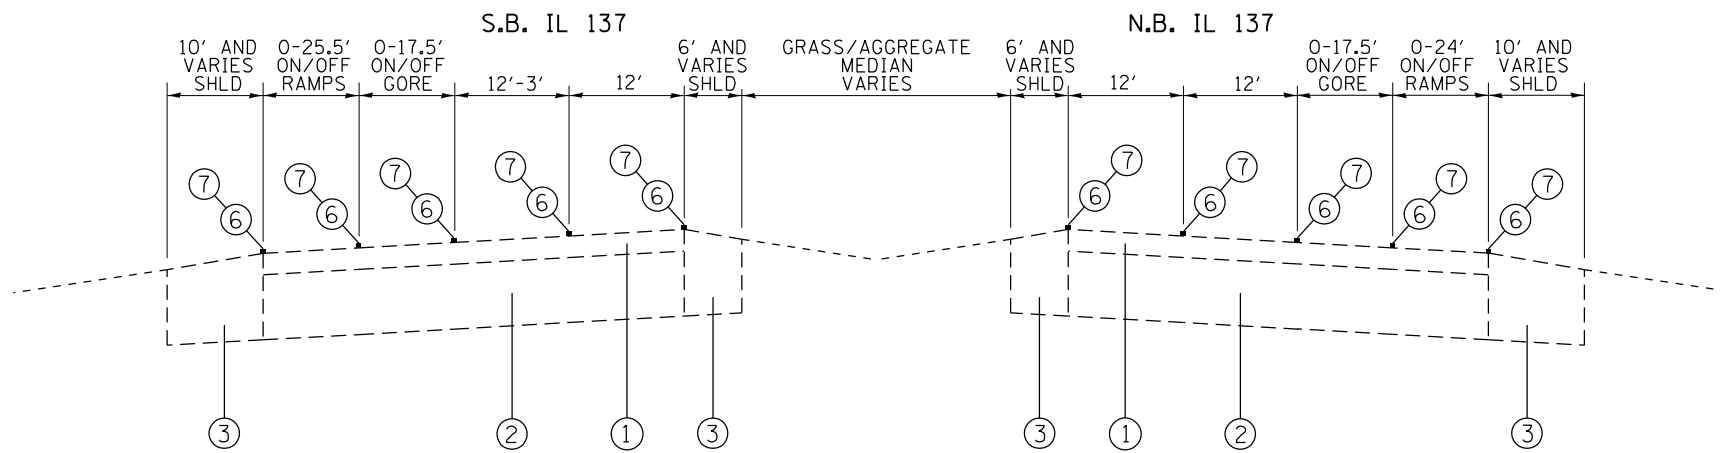 S.B. IL 137
N.B. IL 137
10' AND
VARIES
SHLD
0-25.5'
ON/OFF
RAMPS
0-17.5'
ON/OFF
GORE
12'-3'
12'
6' AND
VARIES
SHLD
GRASS/AGGREGATE
MEDIAN
VARIES
6' AND
VARIES
SHLD
12'
12'
0-17.5'
ON/OFF
GORE
0-24'
ON/OFF
RAMPS
10' AND
VARIES
SHLD
7
6
7
6
7
6
7
6
7
6
7
6
7
6
7
6
7
6
7
6
3
2
1
3
3
1
2
3